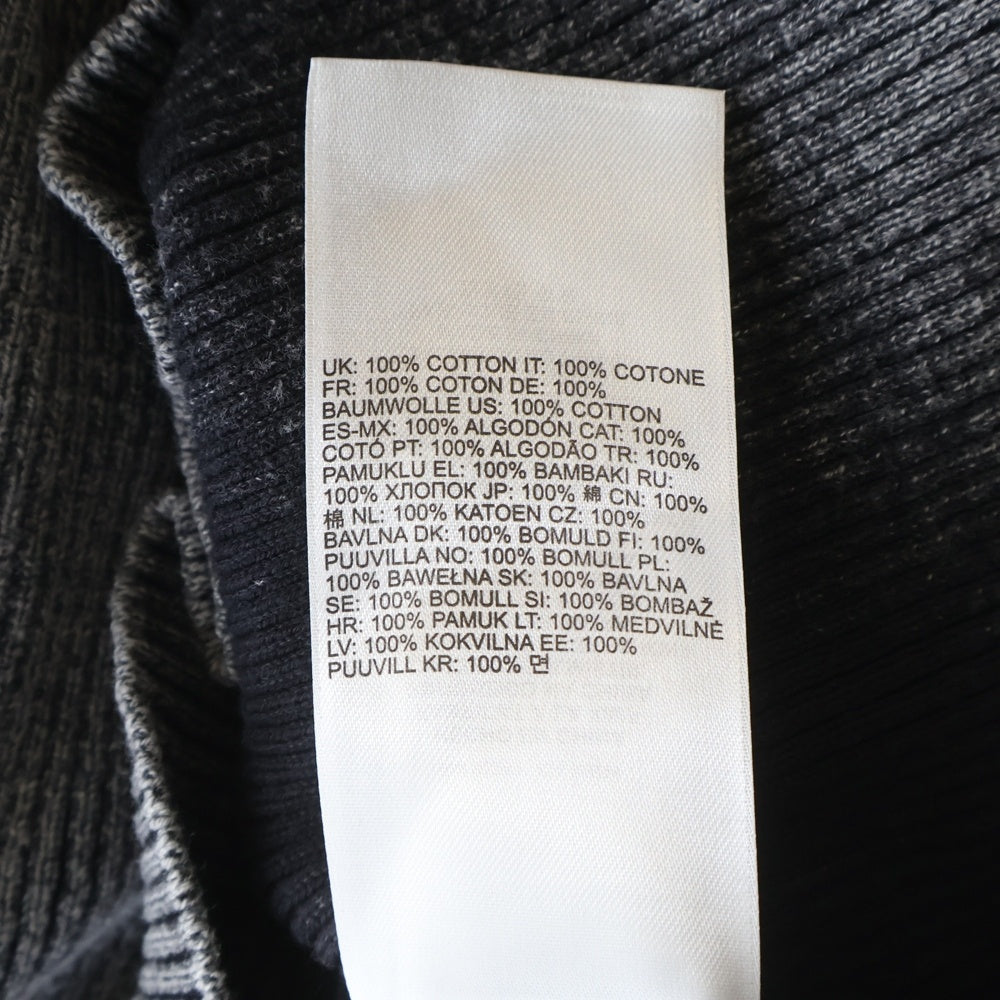 UK: 100% COTTON IT: 100% COTONE
FR: 100% COTON DE: 100%
BAUMWOLLE US: 100% COTTON
ES-MX: 100% ALGODÓN CAT: 100%
COTÓ PT: 100% ALGODÃO TR: 100%
PAMUKLU EL: 100% BAMBAKI RU:
100% ХЛОПОК JP: 100% 綿 CN: 100%
棉 NL: 100% KATOEN CZ: 100%
BAVLNA DK: 100% BOMULD FI: 100%
PUUVILLA NO: 100% BOMULL PL:
100% BAWEŁNA SK: 100% BAVLNA
SE: 100% BOMULL SI: 100% BOMBAŽ
HR: 100% PAMUK LT: 100% MEDVILNĖ
LV: 100% KOKVILNA EE: 100%
PUUVILL KR: 100% 면